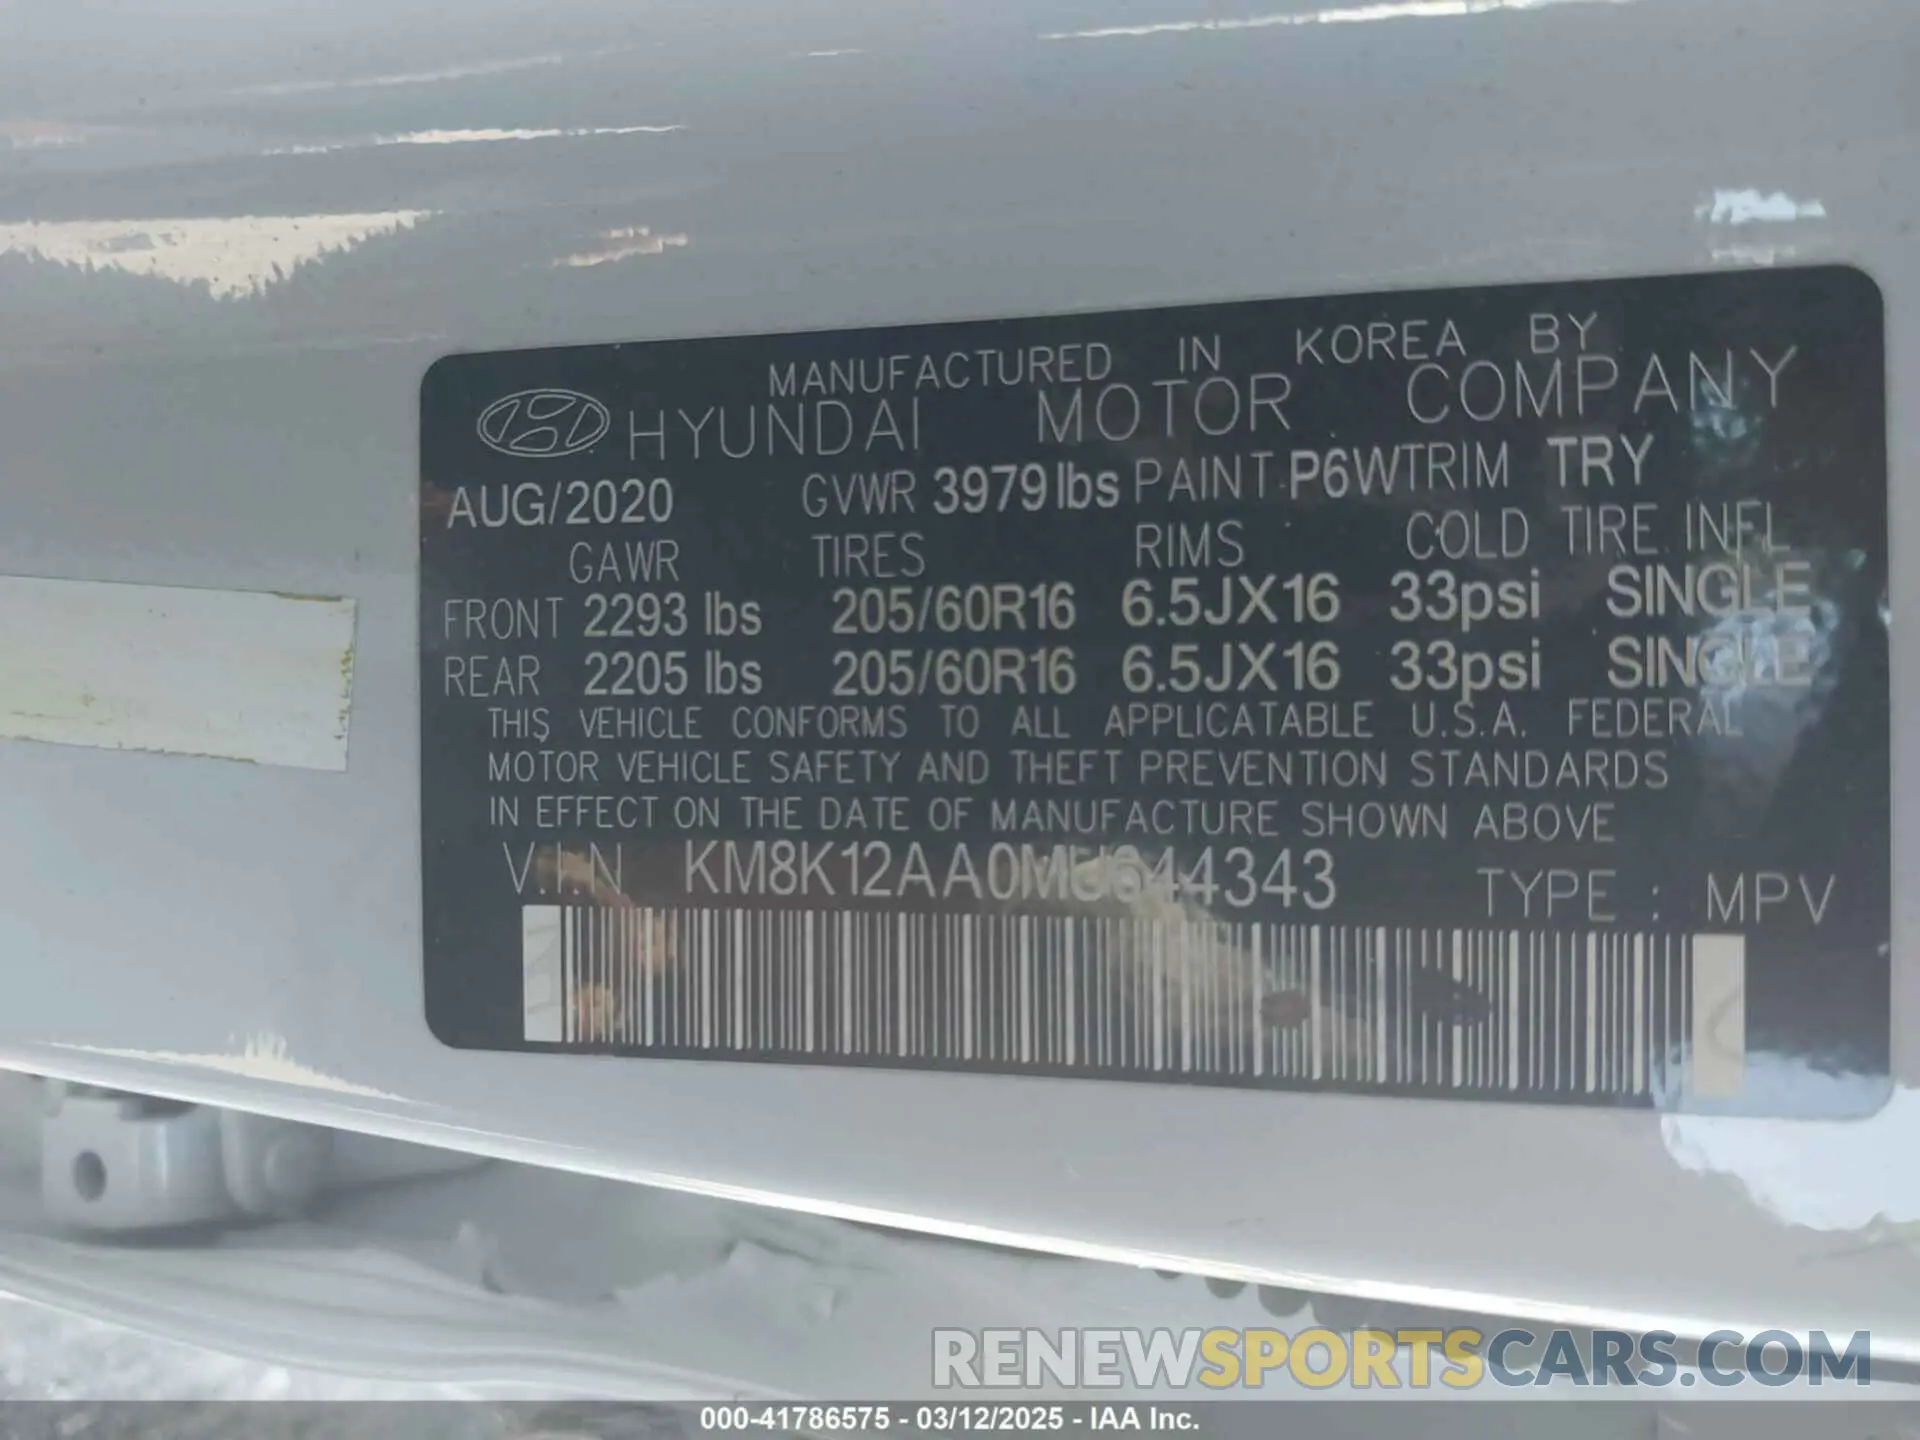 MANUFACTURED IN KOREA BY
HYUNDAI MOTOR COMPANY
AUG/2020 GVWR 3979 lbs PAINT P6W TRIM TRY
GAWR TIRES RIMS COLD TIRE INFL
FRONT 2293 lbs 205/60R16 6.5JX16 33psi SINGLE
REAR 2205 lbs 205/60R16 6.5JX16 33psi SINGLE
THIS VEHICLE CONFORMS TO ALL APPLICATABLE U.S.A. FEDERAL
MOTOR VEHICLE SAFETY AND THEFT PREVENTION STANDARDS
IN EFFECT ON THE DATE OF MANUFACTURE SHOWN ABOVE
V.I.N KM8K12AA0MU644343 TYPE : MPV
RENEWSPORTSCARS.COM
000-41786575 - 03/12/2025 - IAA Inc.